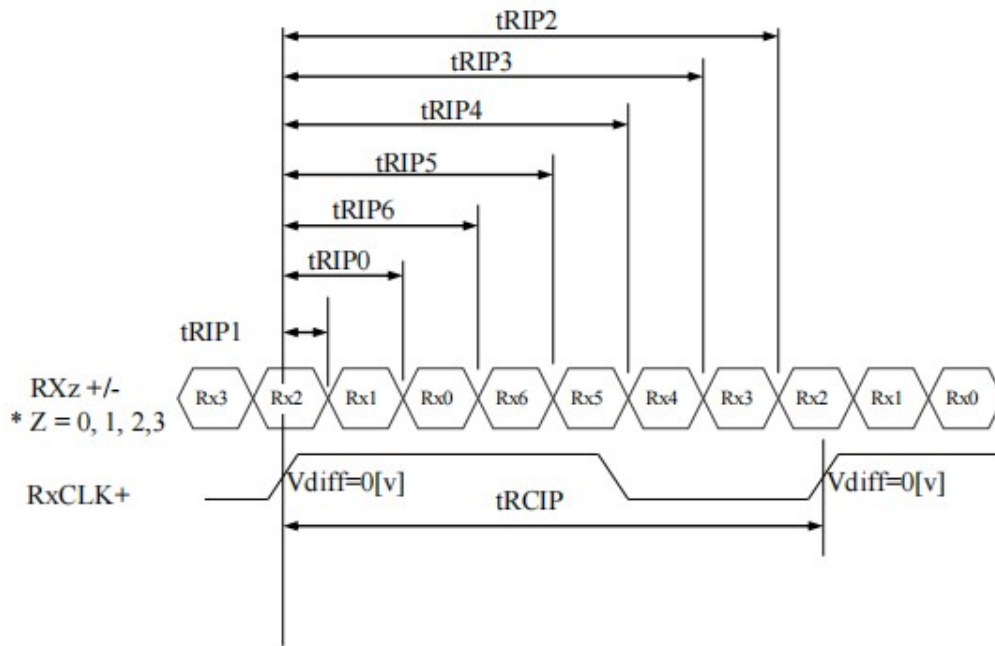 tRIP2
tRIP3
tRIP4
tRIP5
tRIP6
tRIP0
tRIP1
RXz +/-
Rx3 Rx2 Rx1 Rx0 Rx6 Rx5 Rx4 Rx3 Rx2 Rx1 Rx0
* Z = 0, 1, 2,3
RxCLK+
Vdiff=0[v] Vdiff=0[v]
tRCIP